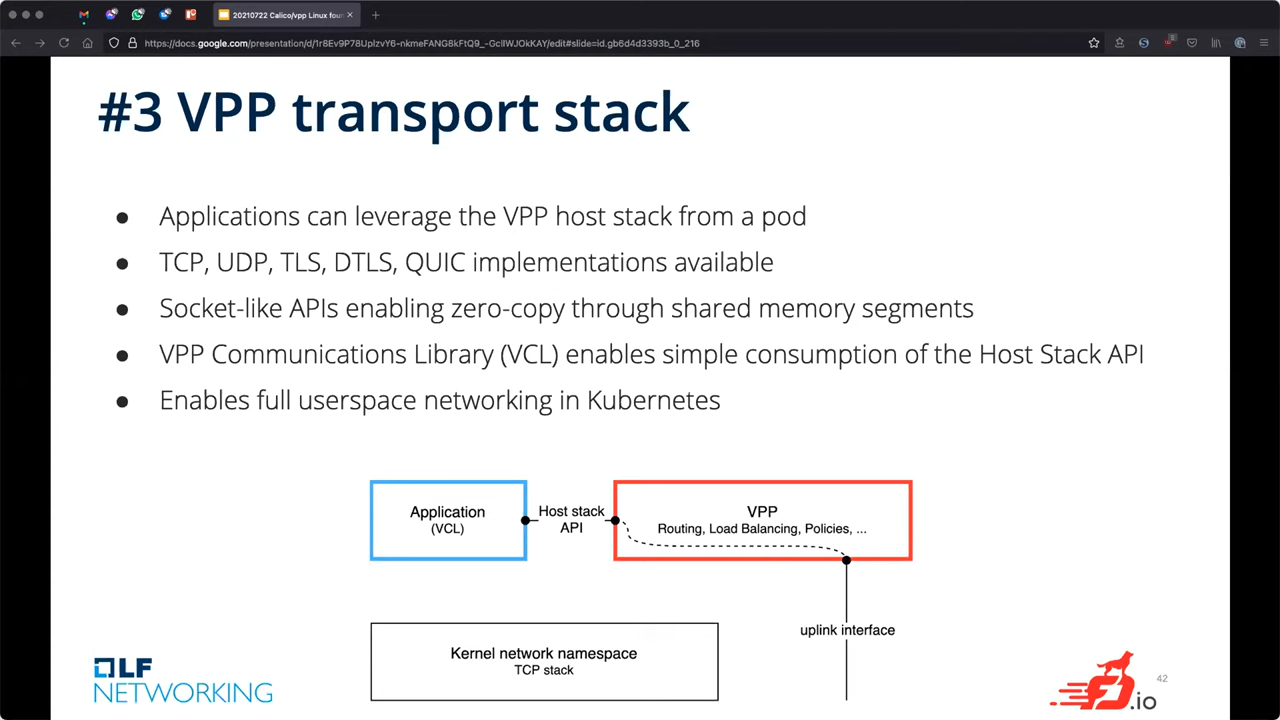 20210722 Calico/vpp Linux four
https://docs.google.com/presentation/d/1r8Ev9P78UplzvY6-nkmeFANG8kFtQ9_-GclIWJOkKAY/edit#slide=id.gb6d4d3393b_0_216
#3 VPP transport stack
● Applications can leverage the VPP host stack from a pod
● TCP, UDP, TLS, DTLS, QUIC implementations available
● Socket-like APIs enabling zero-copy through shared memory segments
● VPP Communications Library (VCL) enables simple consumption of the Host Stack API
● Enables full userspace networking in Kubernetes
Application
(VCL)
Host stack
API
VPP
Routing, Load Balancing, Policies, ...
uplink interface
Kernel network namespace
TCP stack
LF
NETWORKING
FD.io
42